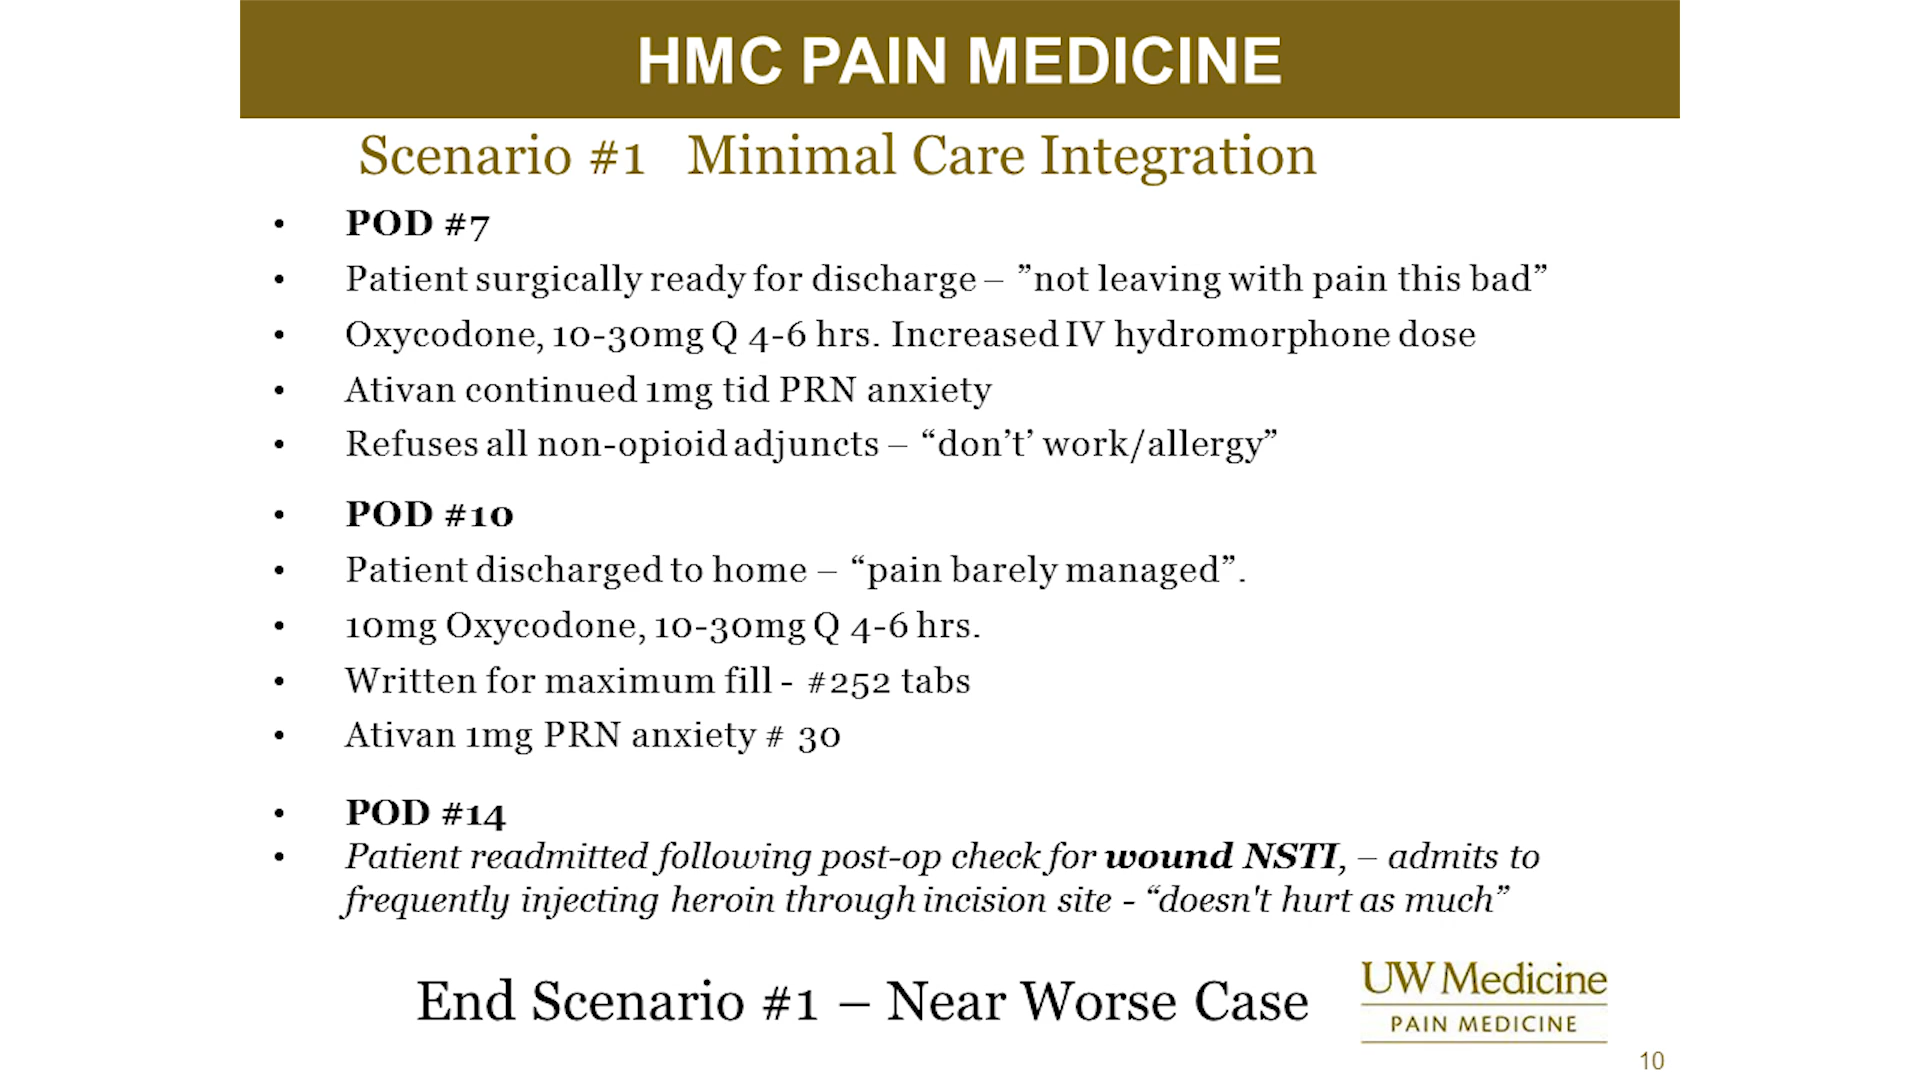 HMC PAIN MEDICINE
Scenario #1 Minimal Care Integration
• POD #7
• Patient surgically ready for discharge – ”not leaving with pain this bad”
• Oxycodone, 10-30mg Q 4-6 hrs. Increased IV hydromorphone dose
• Ativan continued 1mg tid PRN anxiety
• Refuses all non-opioid adjuncts – “don’t’ work/allergy”
• POD #10
• Patient discharged to home – “pain barely managed”.
• 10mg Oxycodone, 10-30mg Q 4-6 hrs.
• Written for maximum fill - #252 tabs
• Ativan 1mg PRN anxiety # 30
• POD #14
• Patient readmitted following post-op check for wound NSTI, – admits to
frequently injecting heroin through incision site - “doesn't hurt as much”
End Scenario #1 – Near Worse Case
UW Medicine
PAIN MEDICINE
10